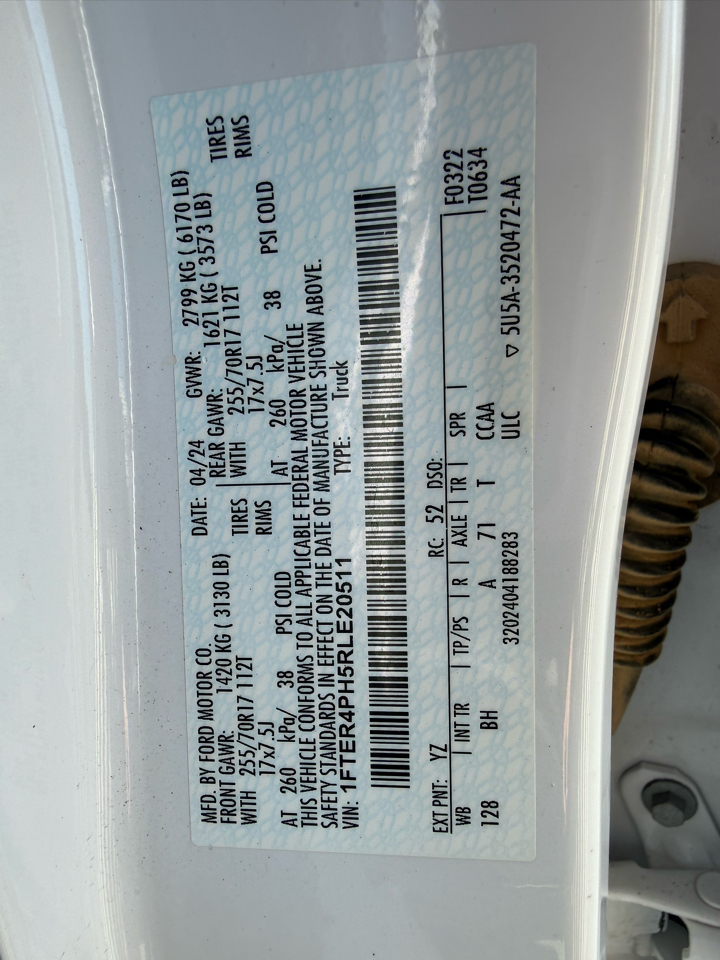 MFD. BY FORD MOTOR CO. DATE: 04/24 GVWR: 2799 KG ( 6170 LB)
FRONT GAWR: 1420 KG ( 3130 LB) REAR GAWR: 1621 KG ( 3573 LB)
WITH 255/70R17 112T TIRES WITH 255/70R17 112T TIRES
17x7.5J RIMS 17x7.5J RIMS
AT 260 kPa/ 38 PSI COLD AT 260 kPa/ 38 PSI COLD
THIS VEHICLE CONFORMS TO ALL APPLICABLE FEDERAL MOTOR VEHICLE
SAFETY STANDARDS IN EFFECT ON THE DATE OF MANUFACTURE SHOWN ABOVE.
VIN: 1FTER4PH5RLE20511 TYPE: Truck
EXT PNT: YZ RC: 52 DSO: F0322
WB INT TR TP/PS R AXLE TR SPR T0634
128 BH A 71 T CCAA
3202404188283 ULC ▽ 5U5A-3520472-AA